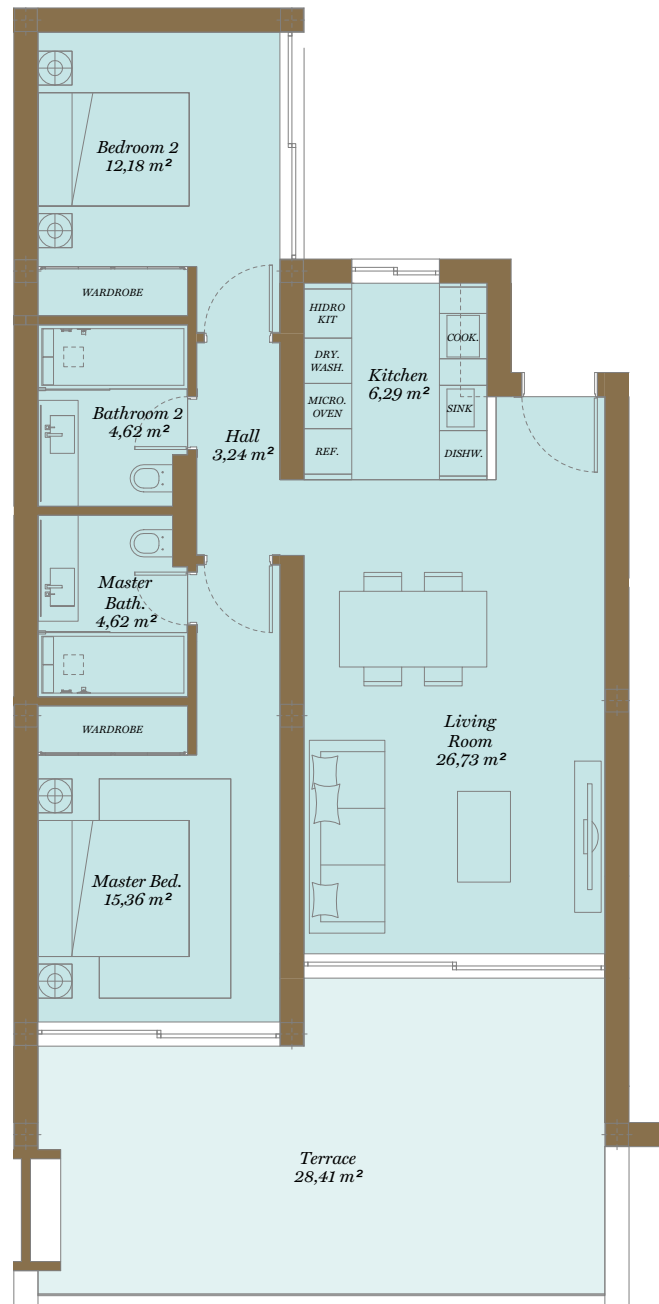 Bedroom 2
12,18 m²
WARDROBE
HIDRO
KIT
DRY.
WASH.
MICRO.
OVEN
REF.
Kitchen
6,29 m²
COOK.
SINK
DISHW.
Bathroom 2
4,62 m²
Hall
3,24 m²
Master
Bath.
4,62 m²
WARDROBE
Living
Room
26,73 m²
Master Bed.
15,36 m²
Terrace
28,41 m²